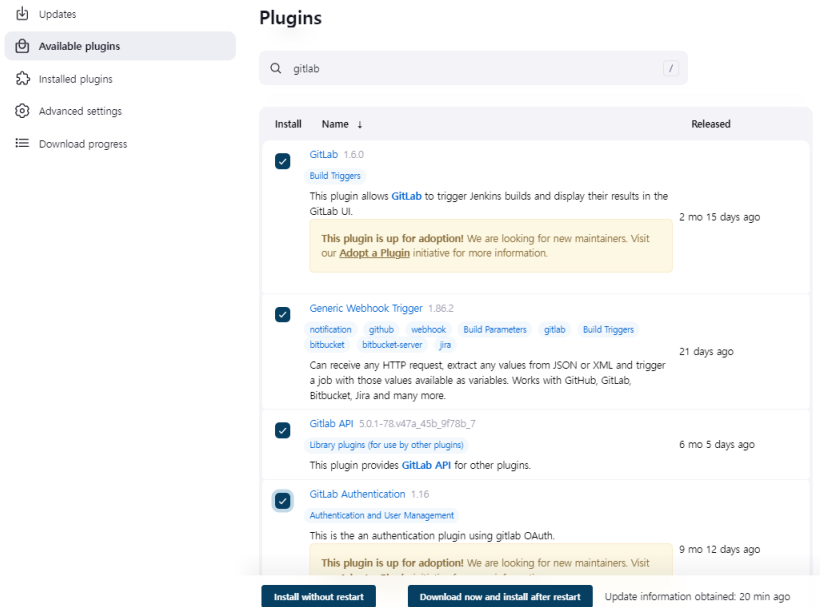 Updates
Available plugins
Installed plugins
Advanced settings
Download progress
Plugins
gitlab /
Install Name ↓ Released
GitLab 1.6.0
Build Triggers
This plugin allows GitLab to trigger Jenkins builds and display their results in the
GitLab UI.
2 mo 15 days ago
This plugin is up for adoption! We are looking for new maintainers. Visit
our Adopt a Plugin initiative for more information.
Generic Webhook Trigger 1.86.2
notification github webhook Build Parameters gitlab Build Triggers
bitbucket bitbucket-server jira
21 days ago
Can receive any HTTP request, extract any values from JSON or XML and trigger
a job with those values available as variables. Works with GitHub, GitLab,
Bitbucket, Jira and many more.
Gitlab API 5.0.1-78.v47a_45b_9f78b_7
Library plugins (for use by other plugins)
6 mo 5 days ago
This plugin provides GitLab API for other plugins.
GitLab Authentication 1.16
Authentication and User Management
This is the an authentication plugin using gitlab OAuth.
9 mo 12 days ago
This plugin is up for adoption! We are looking for new maintainers. Visit
Install without restart Download now and install after restart Update information obtained: 20 min ago